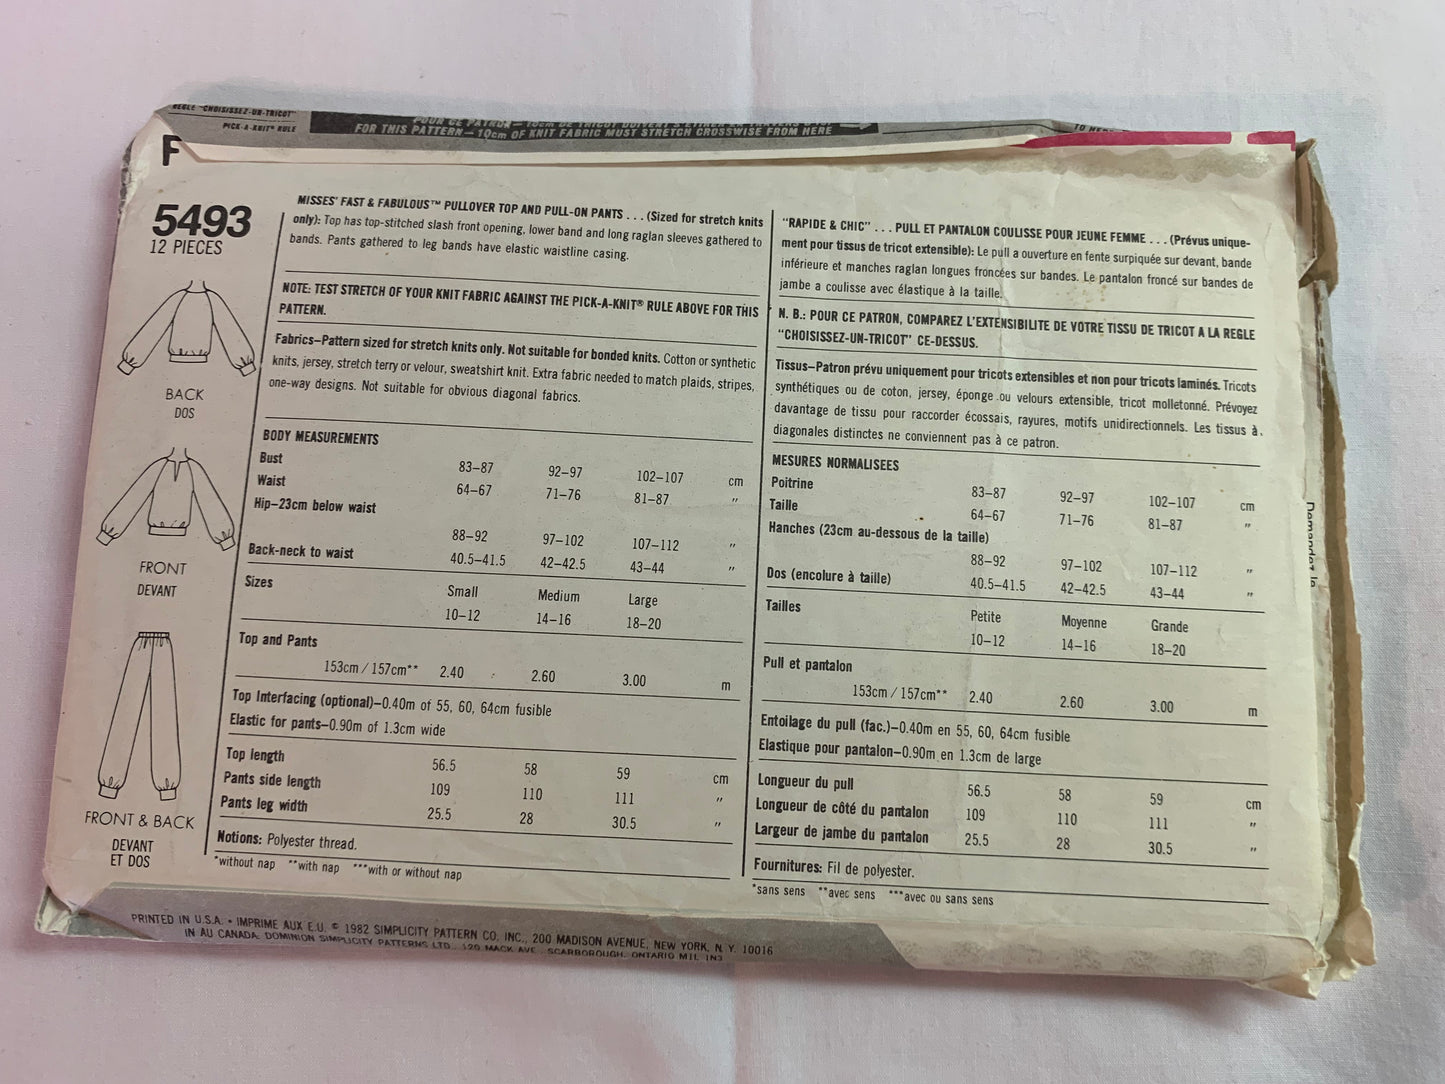 REGLE "CHOISISSEZ-UN-TRICOT"
PICK-A-KNIT® RULE
FOR THIS PATTERN—10cm OF KNIT FABRIC MUST STRETCH CROSSWISE FROM HERE
F
5493
12 PIECES
BACK
DOS
FRONT
DEVANT
FRONT & BACK
DEVANT
ET DOS
MISSES' FAST & FABULOUS™ PULLOVER TOP AND PULL-ON PANTS . . . (Sized for stretch knits
only): Top has top-stitched slash front opening, lower band and long raglan sleeves gathered to
bands. Pants gathered to leg bands have elastic waistline casing.
NOTE: TEST STRETCH OF YOUR KNIT FABRIC AGAINST THE PICK-A-KNIT® RULE ABOVE FOR THIS
PATTERN.
Fabrics—Pattern sized for stretch knits only. Not suitable for bonded knits. Cotton or synthetic
knits, jersey, stretch terry or velour, sweatshirt knit. Extra fabric needed to match plaids, stripes,
one-way designs. Not suitable for obvious diagonal fabrics.
BODY MEASUREMENTS
Bust 83–87 92–97 102–107 cm
Waist 64–67 71–76 81–87 "
Hip—23cm below waist
88–92 97–102 107–112 "
Back-neck to waist 40.5–41.5 42–42.5 43–44 "
Sizes Small Medium Large
10–12 14–16 18–20
Top and Pants
153cm / 157cm** 2.40 2.60 3.00 m
Top Interfacing (optional)—0.40m of 55, 60, 64cm fusible
Elastic for pants—0.90m of 1.3cm wide
Top length 56.5 58 59 cm
Pants side length 109 110 111 "
Pants leg width 25.5 28 30.5 "
Notions: Polyester thread.
*without nap **with nap ***with or without nap
"RAPIDE & CHIC" . . . PULL ET PANTALON COULISSE POUR JEUNE FEMME . . . (Prévus unique-
ment pour tissus de tricot extensible): Le pull a ouverture en fente surpiquée sur devant, bande
inférieure et manches raglan longues froncées sur bandes. Le pantalon froncé sur bandes de
jambe a coulisse avec élastique à la taille.
N. B.: POUR CE PATRON, COMPAREZ L'EXTENSIBILITE DE VOTRE TISSU DE TRICOT A LA REGLE
"CHOISISSEZ-UN-TRICOT" CE-DESSUS.
Tissus—Patron prévu uniquement pour tricots extensibles et non pour tricots laminés. Tricots
synthétiques ou de coton, jersey, éponge ou velours extensible, tricot molletonné. Prévoyez
davantage de tissu pour raccorder écossais, rayures, motifs unidirectionnels. Les tissus à
diagonales distinctes ne conviennent pas à ce patron.
MESURES NORMALISEES
Poitrine 83–87 92–97 102–107 cm
Taille 64–67 71–76 81–87 "
Hanches (23cm au-dessous de la taille)
88–92 97–102 107–112 "
Dos (encolure à taille) 40.5–41.5 42–42.5 43–44 "
Tailles Petite Moyenne Grande
10–12 14–16 18–20
Pull et pantalon
153cm / 157cm** 2.40 2.60 3.00 m
Entoilage du pull (fac.)—0.40m en 55, 60, 64cm fusible
Elastique pour pantalon—0.90m en 1.3cm de large
Longueur du pull 56.5 58 59 cm
Longueur de côté du pantalon 109 110 111 "
Largeur de jambe du pantalon 25.5 28 30.5 "
Fournitures: Fil de polyester.
*sans sens **avec sens ***avec ou sans sens
PRINTED IN U.S.A. • IMPRIME AUX E.U. © 1982 SIMPLICITY PATTERN CO. INC., 200 MADISON AVENUE, NEW YORK, N. Y. 10016
IN AU CANADA: DOMINION SIMPLICITY PATTERNS LTD., 120 MACK AVE., SCARBOROUGH, ONTARIO M1L 1N3
Demandez le